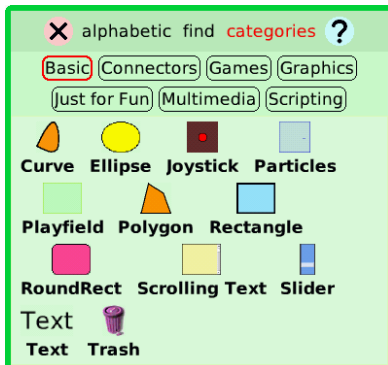 alphabetic find categories ?
Basic Connectors Games Graphics
Just for Fun Multimedia Scripting
Curve Ellipse Joystick Particles
Playfield Polygon Rectangle
RoundRect Scrolling Text Slider
Text
Text Trash